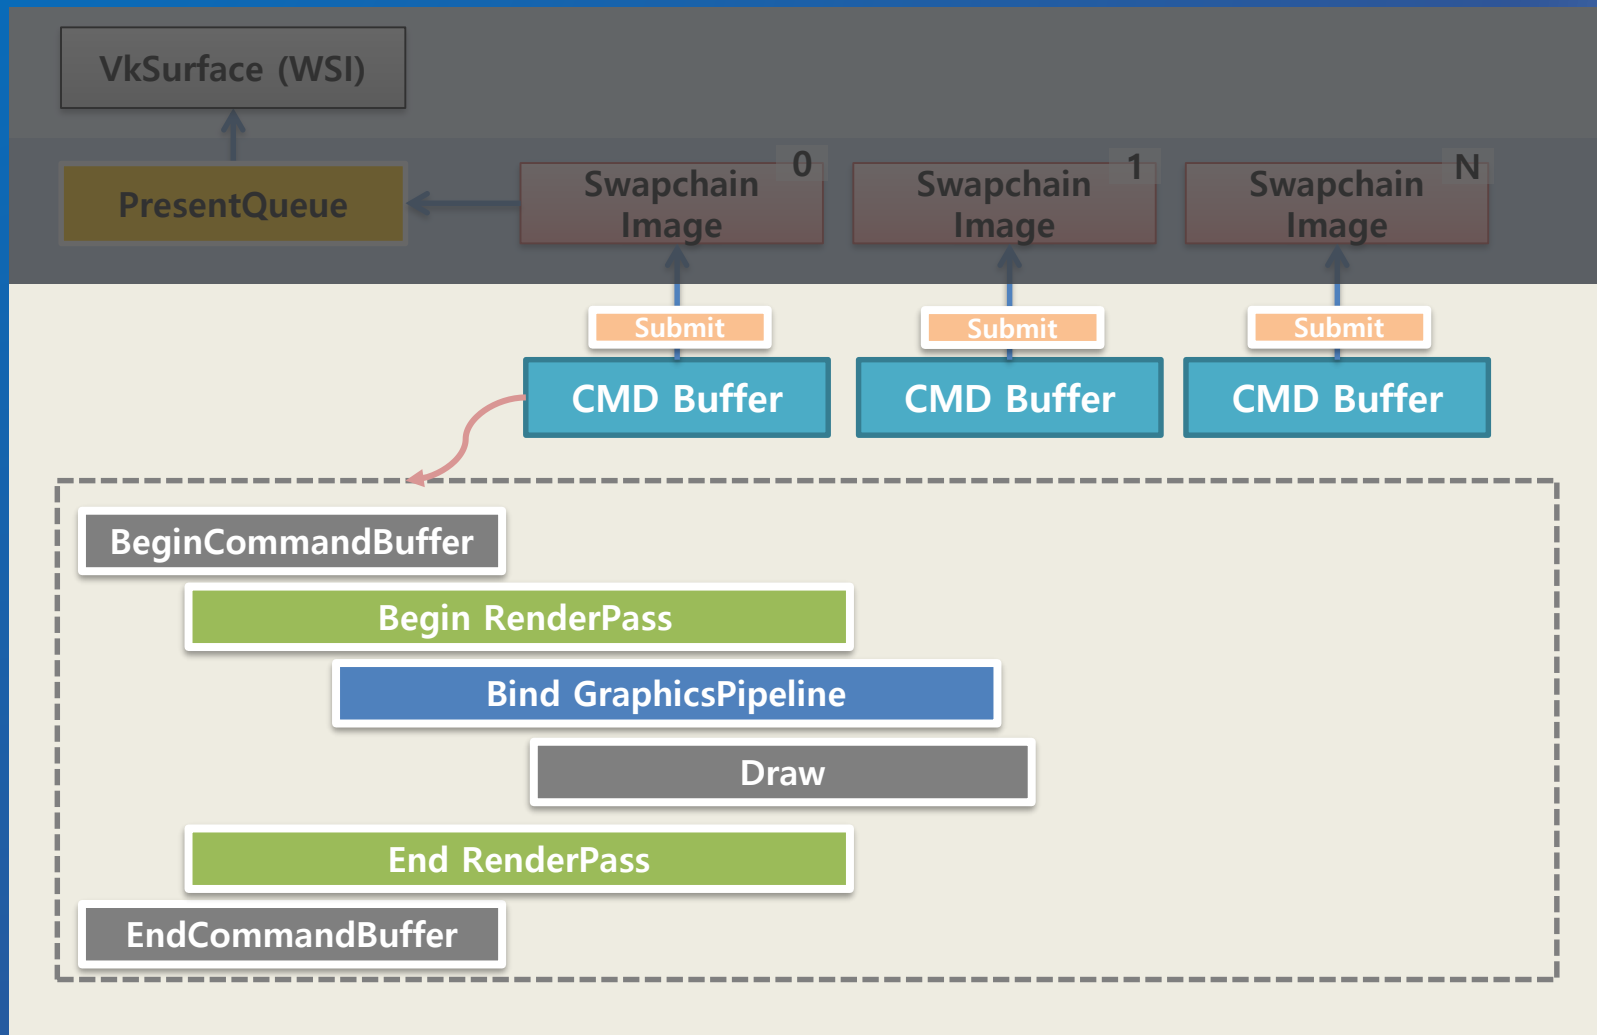 VkSurface (WSI)
PresentQueue
0
Swapchain
Image
1
Swapchain
Image
N
Swapchain
Image
Submit
Submit
Submit
CMD Buffer
CMD Buffer
CMD Buffer
BeginCommandBuffer
Begin RenderPass
Bind GraphicsPipeline
Draw
End RenderPass
EndCommandBuffer